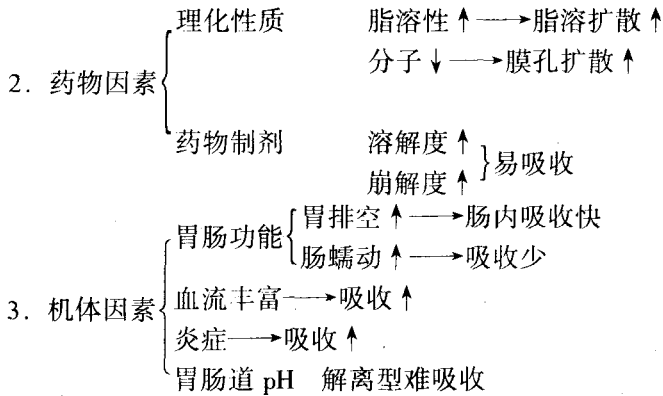 理化性质 脂溶性↑→脂溶扩散↑
分子↓→膜孔扩散↑
2. 药物因素
药物制剂 溶解度↑
易吸收
崩解度↑
胃肠功能 胃排空↑→肠内吸收快
肠蠕动↑→吸收少
3. 机体因素
血流丰富→吸收↑
炎症→吸收↑
胃肠道 pH 解离型难吸收